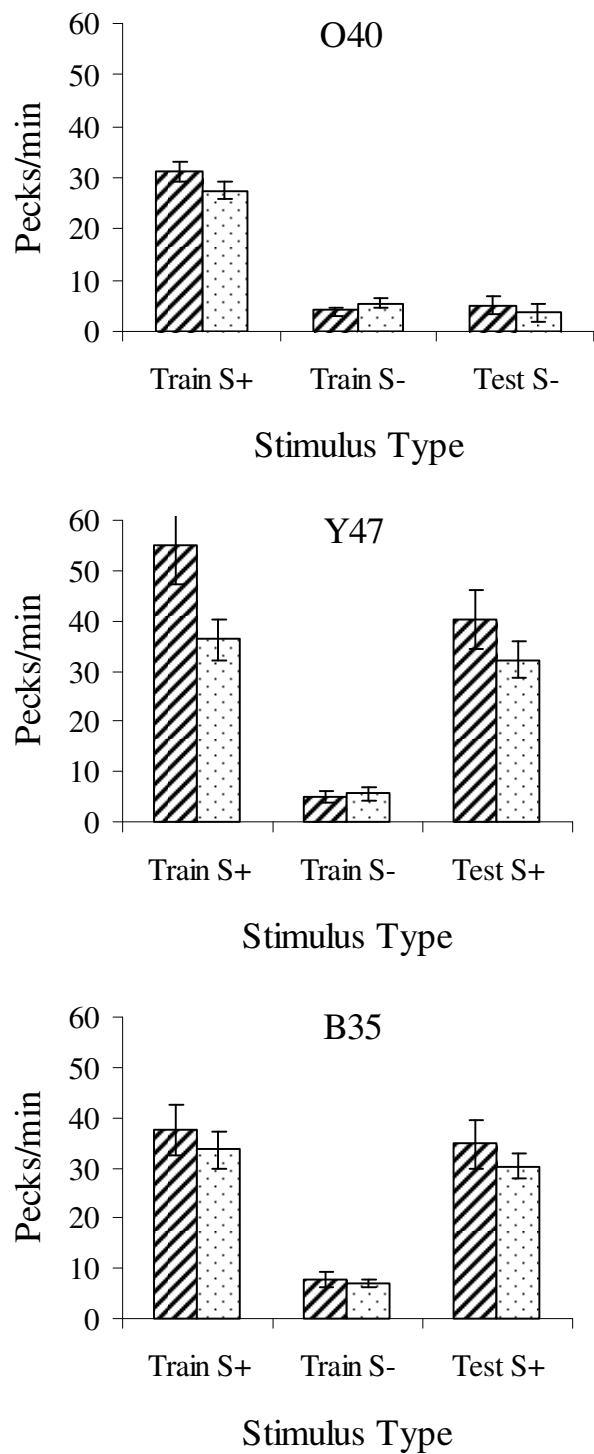 O40
Pecks/min
60
50
40
30
20
10
0
Train S+ Train S- Test S-
Stimulus Type
Y47
Pecks/min
60
50
40
30
20
10
0
Train S+ Train S- Test S+
Stimulus Type
B35
Pecks/min
60
50
40
30
20
10
0
Train S+ Train S- Test S+
Stimulus Type